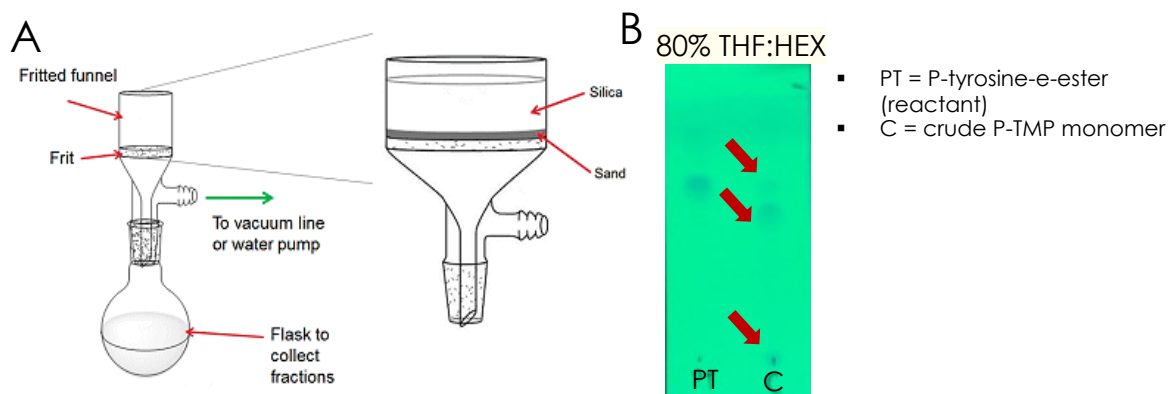 A
Fritted funnel
Frit
To vacuum line
or water pump
Flask to
collect
fractions
Silica
Sand
B
80% THF:HEX
PT
C
▪ PT = P-tyrosine-e-ester
(reactant)
▪ C = crude P-TMP monomer